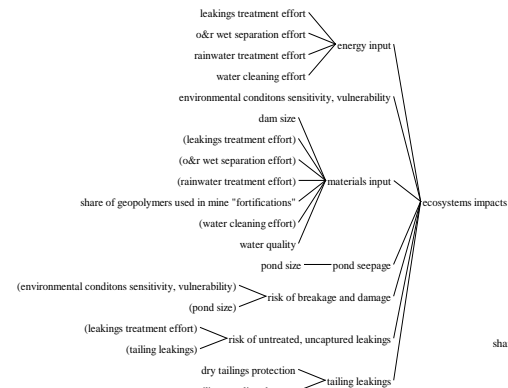 leakings treatment effort
o&r wet separation effort
energy input
rainwater treatment effort
water cleaning effort
environmental conditons sensitivity, vulnerability
dam size
(leakings treatment effort)
(o&r wet separation effort)
(rainwater treatment effort)
materials input
share of geopolymers used in mine "fortifications"
ecosystems impacts
(water cleaning effort)
water quality
pond size
pond seepage
(environmental conditons sensitivity, vulnerability)
risk of breakage and damage
(pond size)
(leakings treatment effort)
risk of untreated, uncaptured leakings
sha
(tailing leakings)
dry tailings protection
tailing leakings